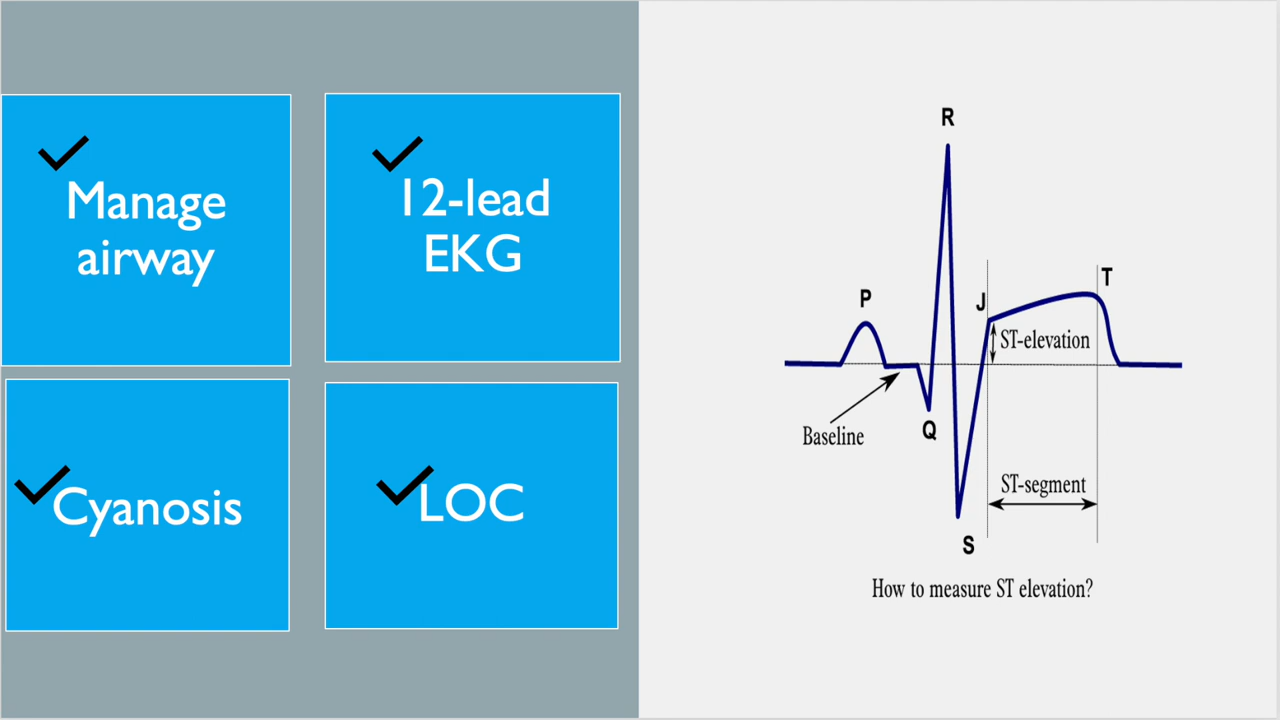 Manage
airway
12-lead
EKG
Cyanosis
LOC
R
P
J
T
ST-elevation
Baseline
Q
ST-segment
S
How to measure ST elevation?